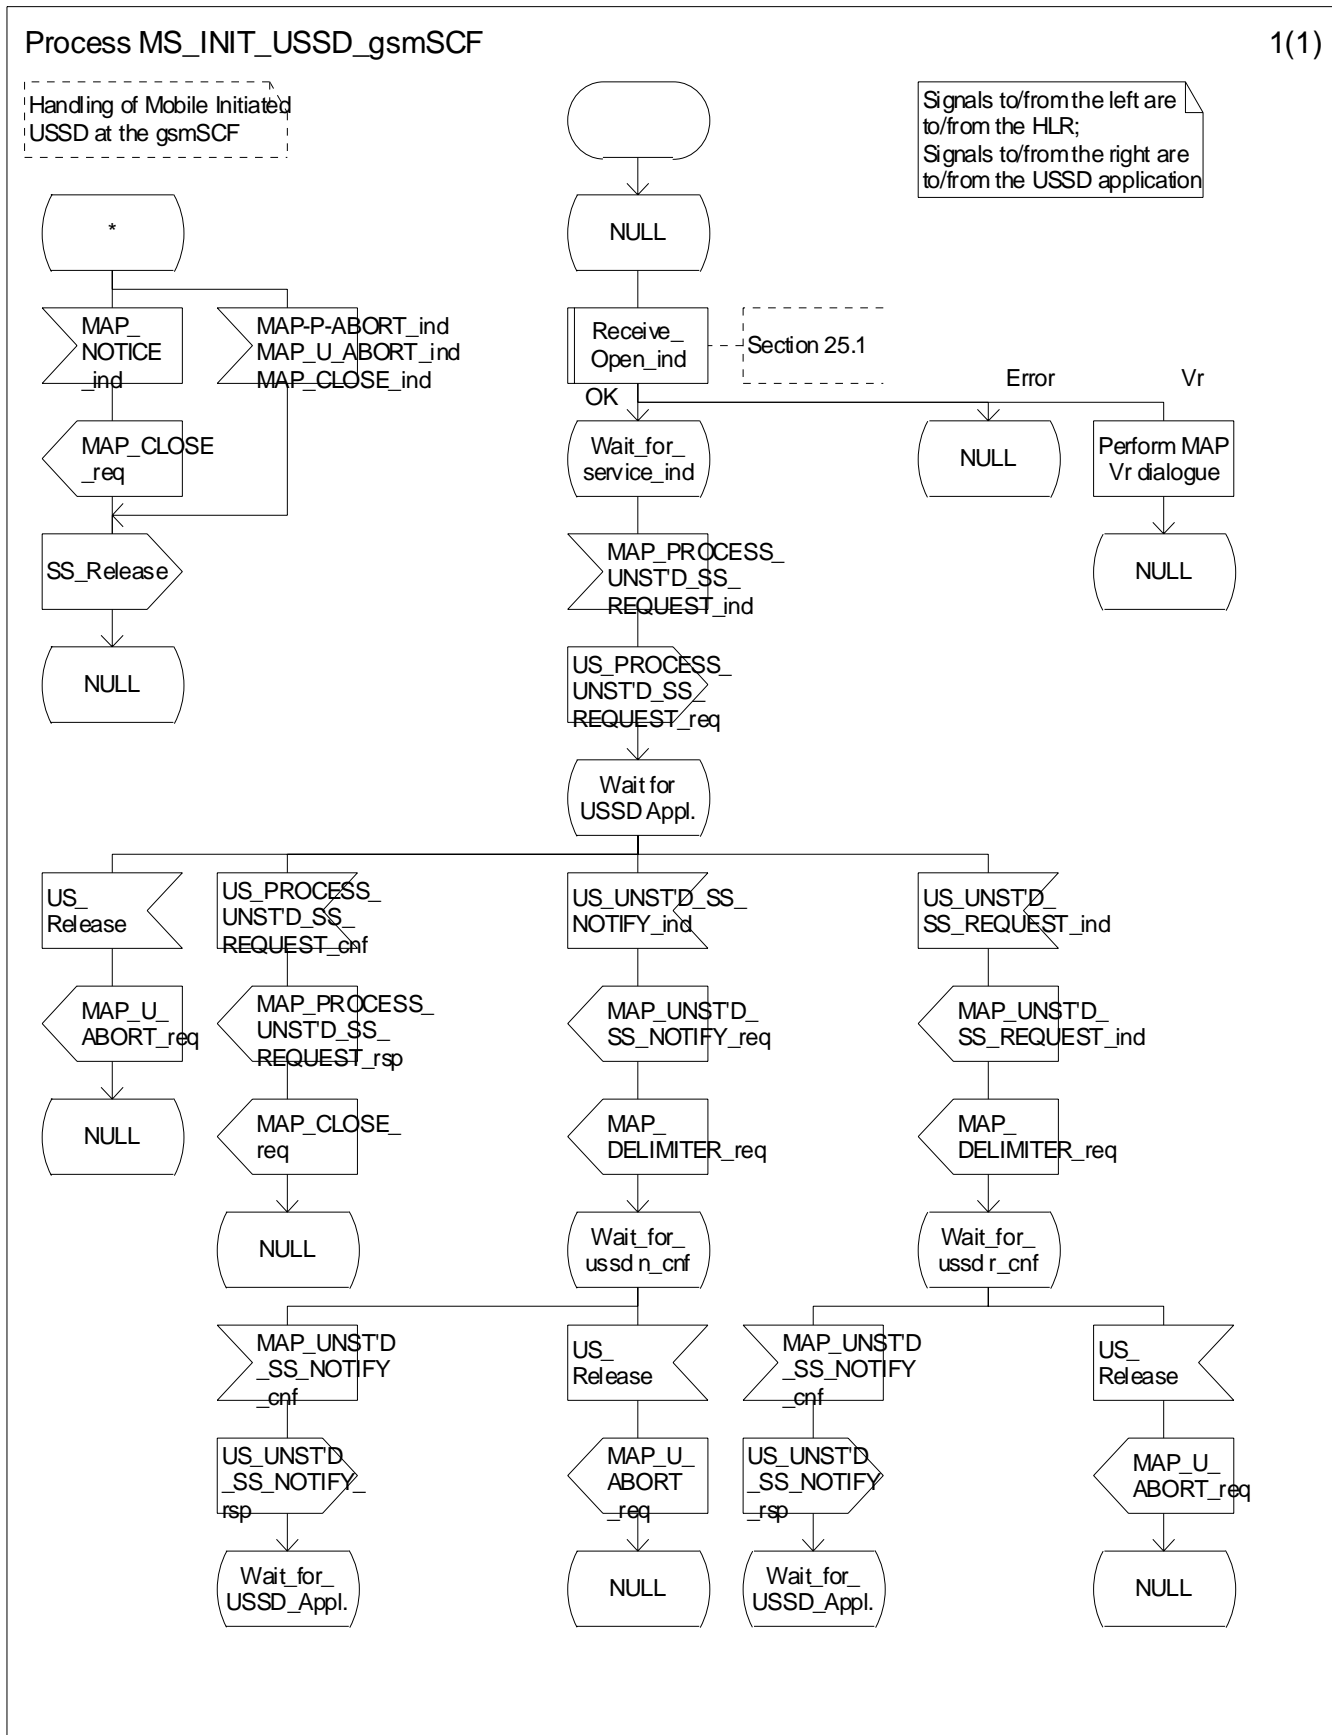 Process MS_INIT_USSD_gsmSCF
1(1)
Handling of Mobile Initiated
USSD at the gsmSCF
Signals to/from the left are
to/from the HLR;
Signals to/from the right are
to/from the USSD application
*
NULL
MAP_
NOTICE
_ind
MAP-P-ABORT_ind
MAP_U_ABORT_ind
MAP_CLOSE_ind
Receive_
Open_ind
Section 25.1
OK
Error
Vr
MAP_CLOSE
_req
Wait_for_
service_ind
NULL
Perform MAP
Vr dialogue
SS_Release
MAP_PROCESS_
UNST'D_SS_
REQUEST_ind
NULL
NULL
US_PROCESS_
UNST'D_SS_
REQUEST_req
Wait for
USSD Appl.
US_
Release
US_PROCESS_
UNST'D_SS_
REQUEST_cnf
US_UNST'D_SS_
NOTIFY_ind
US_UNST'D_
SS_REQUEST_ind
MAP_U_
ABORT_req
MAP_PROCESS_
UNST'D_SS_
REQUEST_rsp
MAP_UNST'D_
SS_NOTIFY_req
MAP_UNST'D_
SS_REQUEST_ind
NULL
MAP_CLOSE_
req
MAP_
DELIMITER_req
MAP_
DELIMITER_req
NULL
Wait_for_
ussd n_cnf
Wait_for_
ussd r_cnf
MAP_UNST'D
_SS_NOTIFY
_cnf
US_
Release
MAP_UNST'D
_SS_NOTIFY
_cnf
US_
Release
US_UNST'D
_SS_NOTIFY_
rsp
MAP_U_
ABORT
_req
US_UNST'D
_SS_NOTIFY
_rsp
MAP_U_
ABORT_req
Wait_for_
USSD_Appl.
NULL
Wait_for_
USSD_Appl.
NULL